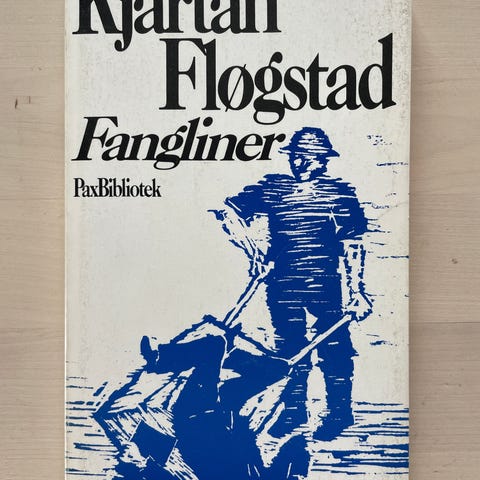 Kjartan
Fløgstad
Fangliner
PaxBibliotek